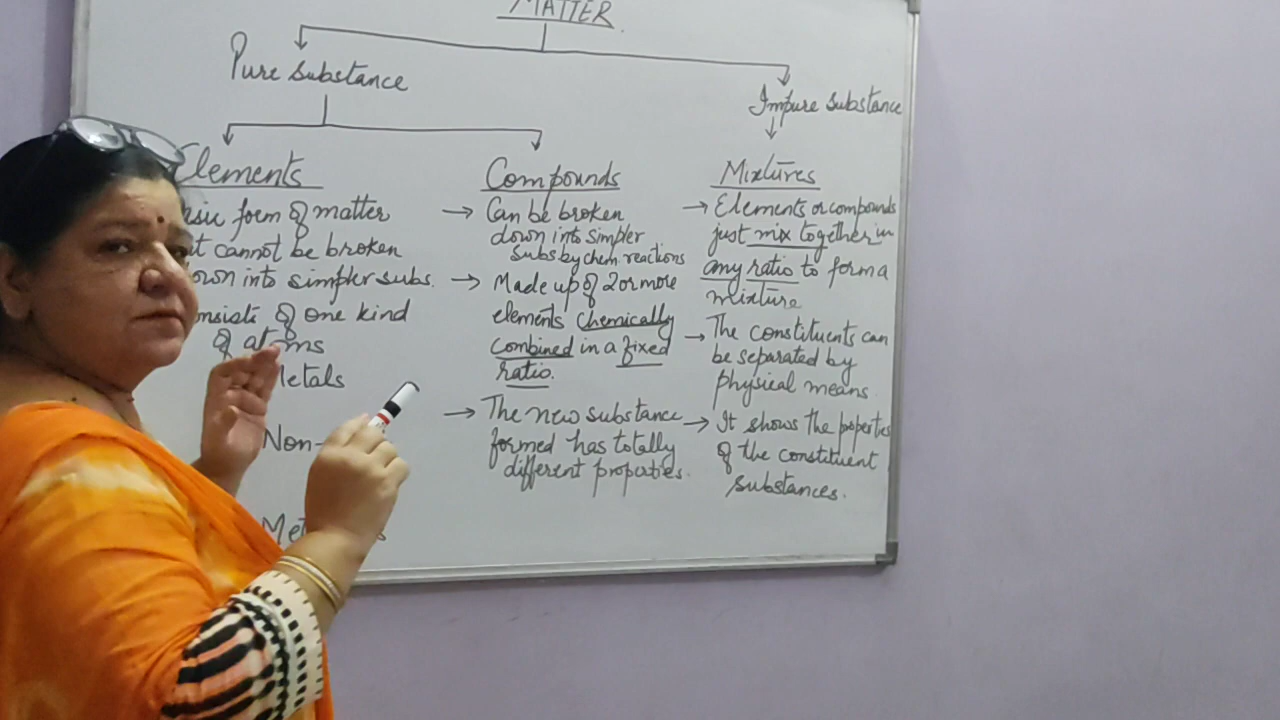 MATTER
Pure Substance
Impure Substance
Elements
form of matter
cannot be broken
into simpler subs.
of one kind
of atoms
Metals
Non-
Compounds
→ Can be broken
down into simpler
subs by chem. reactions
→ Made up of 2 or more
elements chemically
combined in a fixed
ratio.
→ The new substance
formed has totally
different properties.
Mixtures
→ Elements or compounds
just mix together in
any ratio to form a
mixture
→ The constituents can
be separated by
physical means
→ It shows the properties
of the constituent
substances.